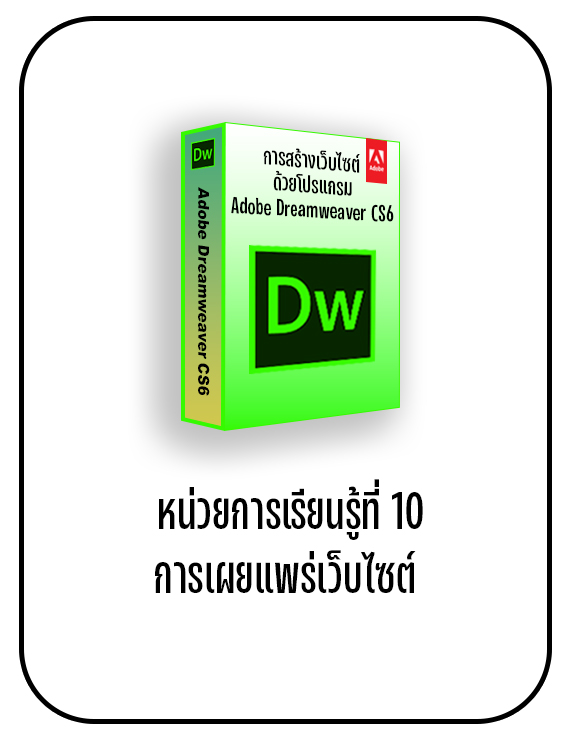 Dw
Adobe Dreamweaver CS6
การสร้างเว็บไซต์
ด้วยโปรแกรม
Adobe Dreamweaver CS6
Adobe
Dw
หน่วยการเรียนรู้ที่ 10
การเผยแพร่เว็บไซต์